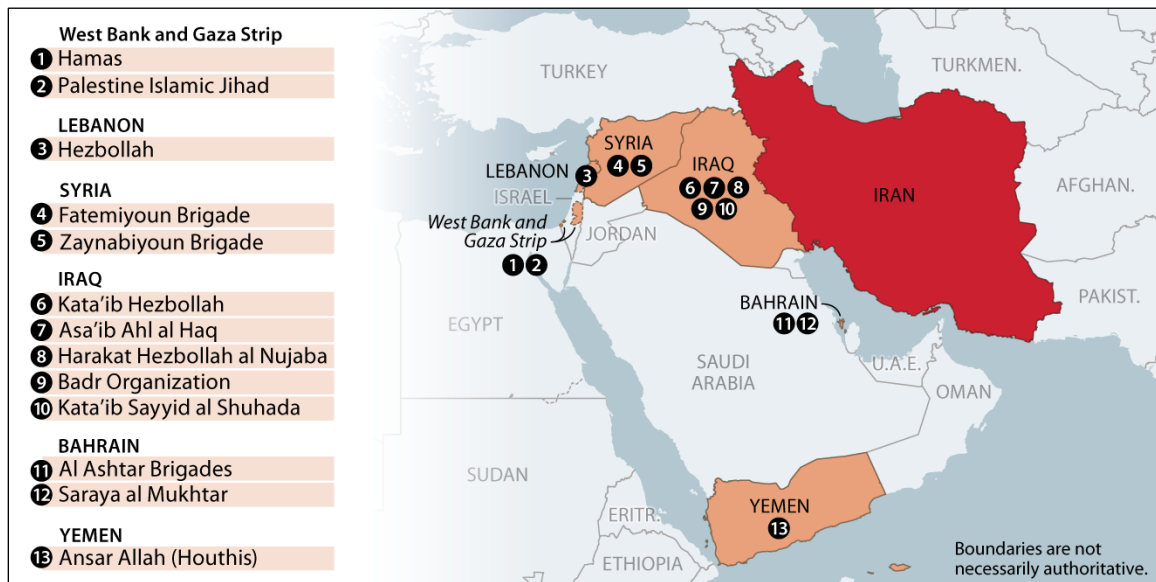 West Bank and Gaza Strip
1 Hamas
2 Palestine Islamic Jihad
LEBANON
3 Hezbollah
SYRIA
4 Fatemiyoun Brigade
5 Zaynabiyoun Brigade
IRAQ
6 Kata’ib Hezbollah
7 Asa’ib Ahl al Haq
8 Harakat Hezbollah al Nujaba
9 Badr Organization
10 Kata’ib Sayyid al Shuhada
BAHRAIN
11 Al Ashtar Brigades
12 Saraya al Mukhtar
YEMEN
13 Ansar Allah (Houthis)
TURKEY
TURKMEN.
SYRIA
4 5
LEBANON 3
IRAQ
6 7 8
9 10
IRAN
AFGHAN.
ISRAEL
West Bank and
Gaza Strip
1 2
JORDAN
PAKIST.
BAHRAIN
11 12
EGYPT
SAUDI
ARABIA
U.A.E.
OMAN
SUDAN
YEMEN
13
ERITR.
ETHIOPIA
Boundaries are not
necessarily authoritative.